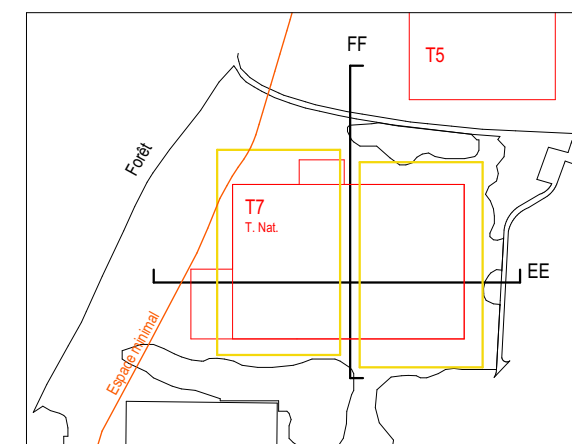 FF
T5
Forêt
T7
T. Nat.
EE
Espace minimal